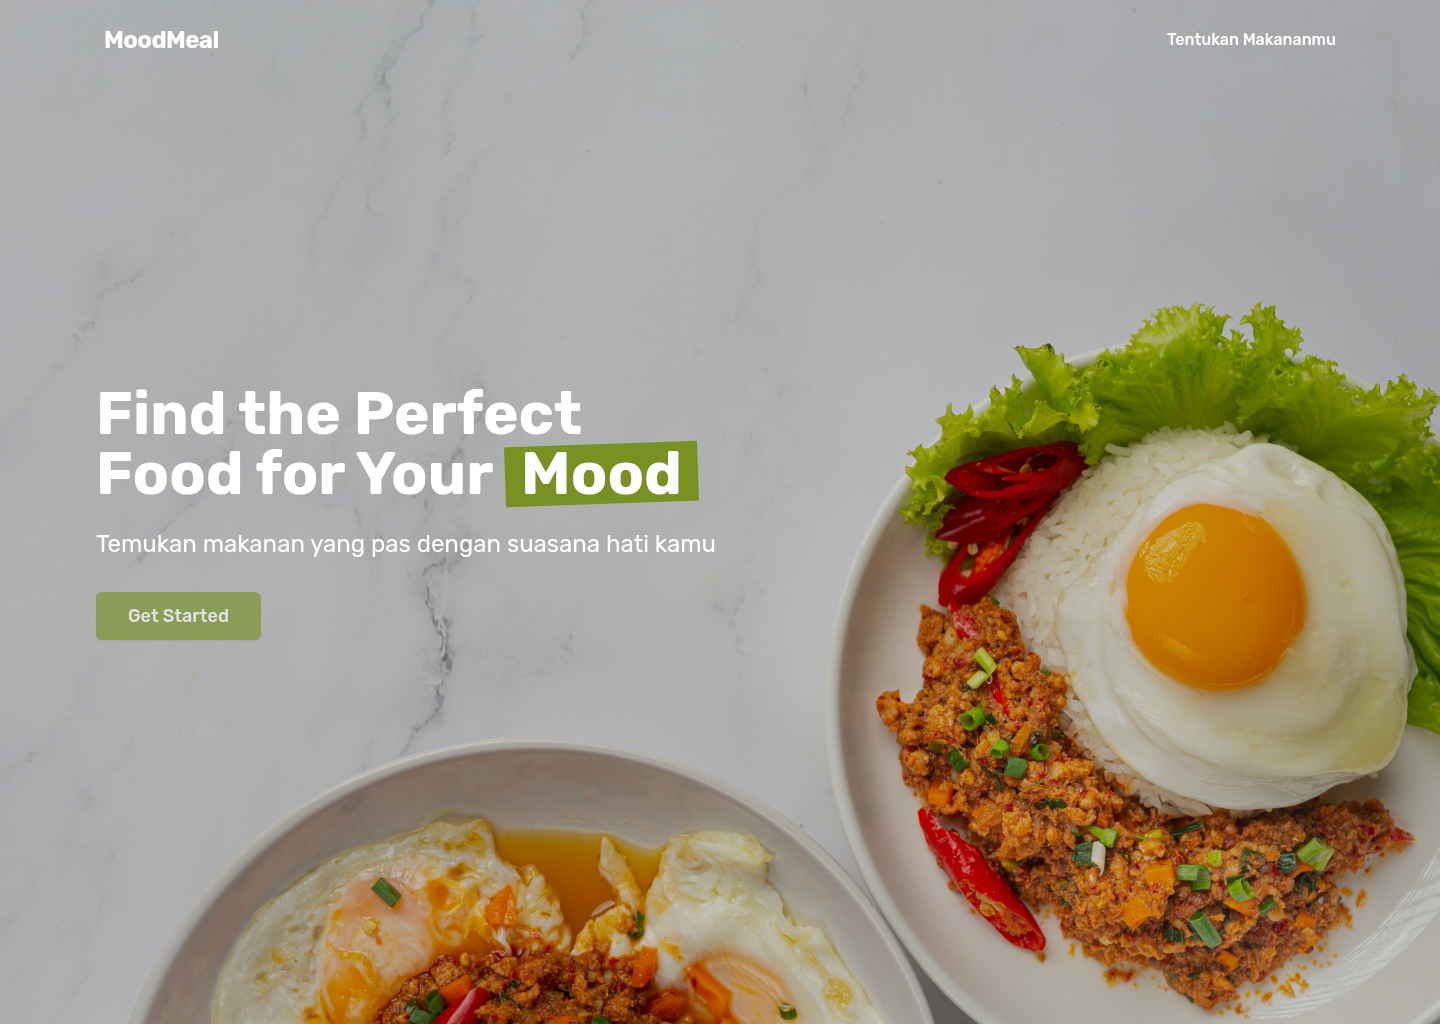 MoodMeal
Tentukan Makananmu
Find the Perfect
Food for Your Mood
Temukan makanan yang pas dengan suasana hati kamu
Get Started